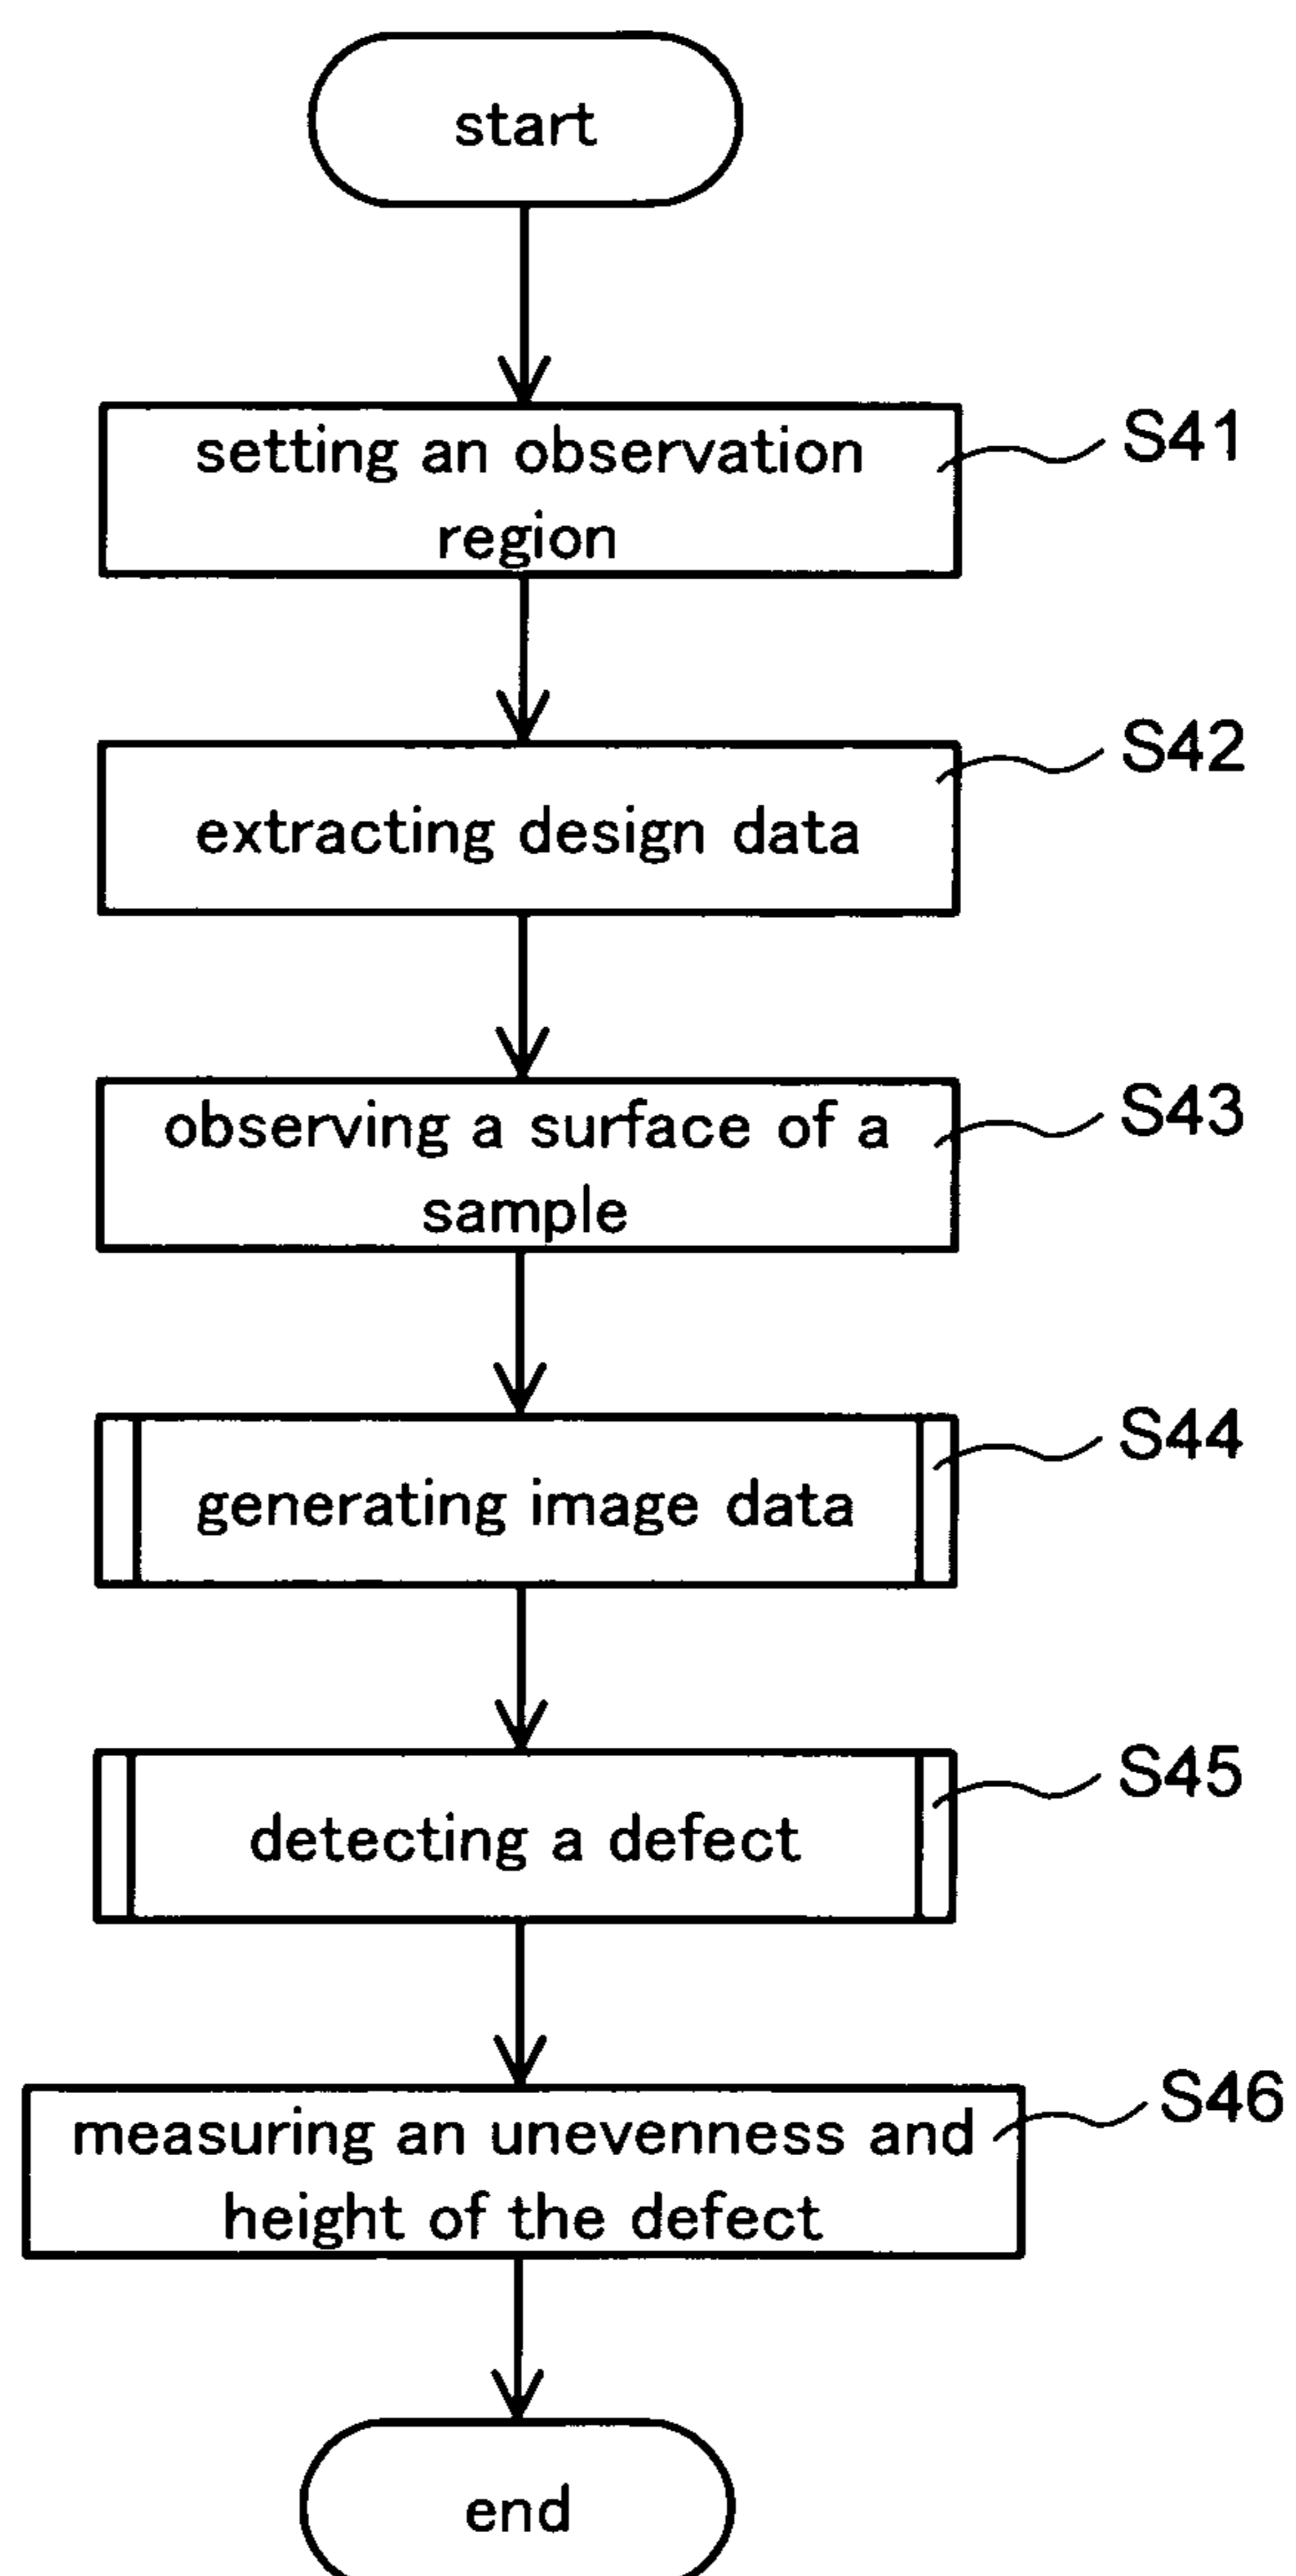 start
setting an observation
region
S41
extracting design data
S42
observing a surface of a
sample
S43
generating image data
S44
detecting a defect
S45
measuring an unevenness and
height of the defect
S46
end